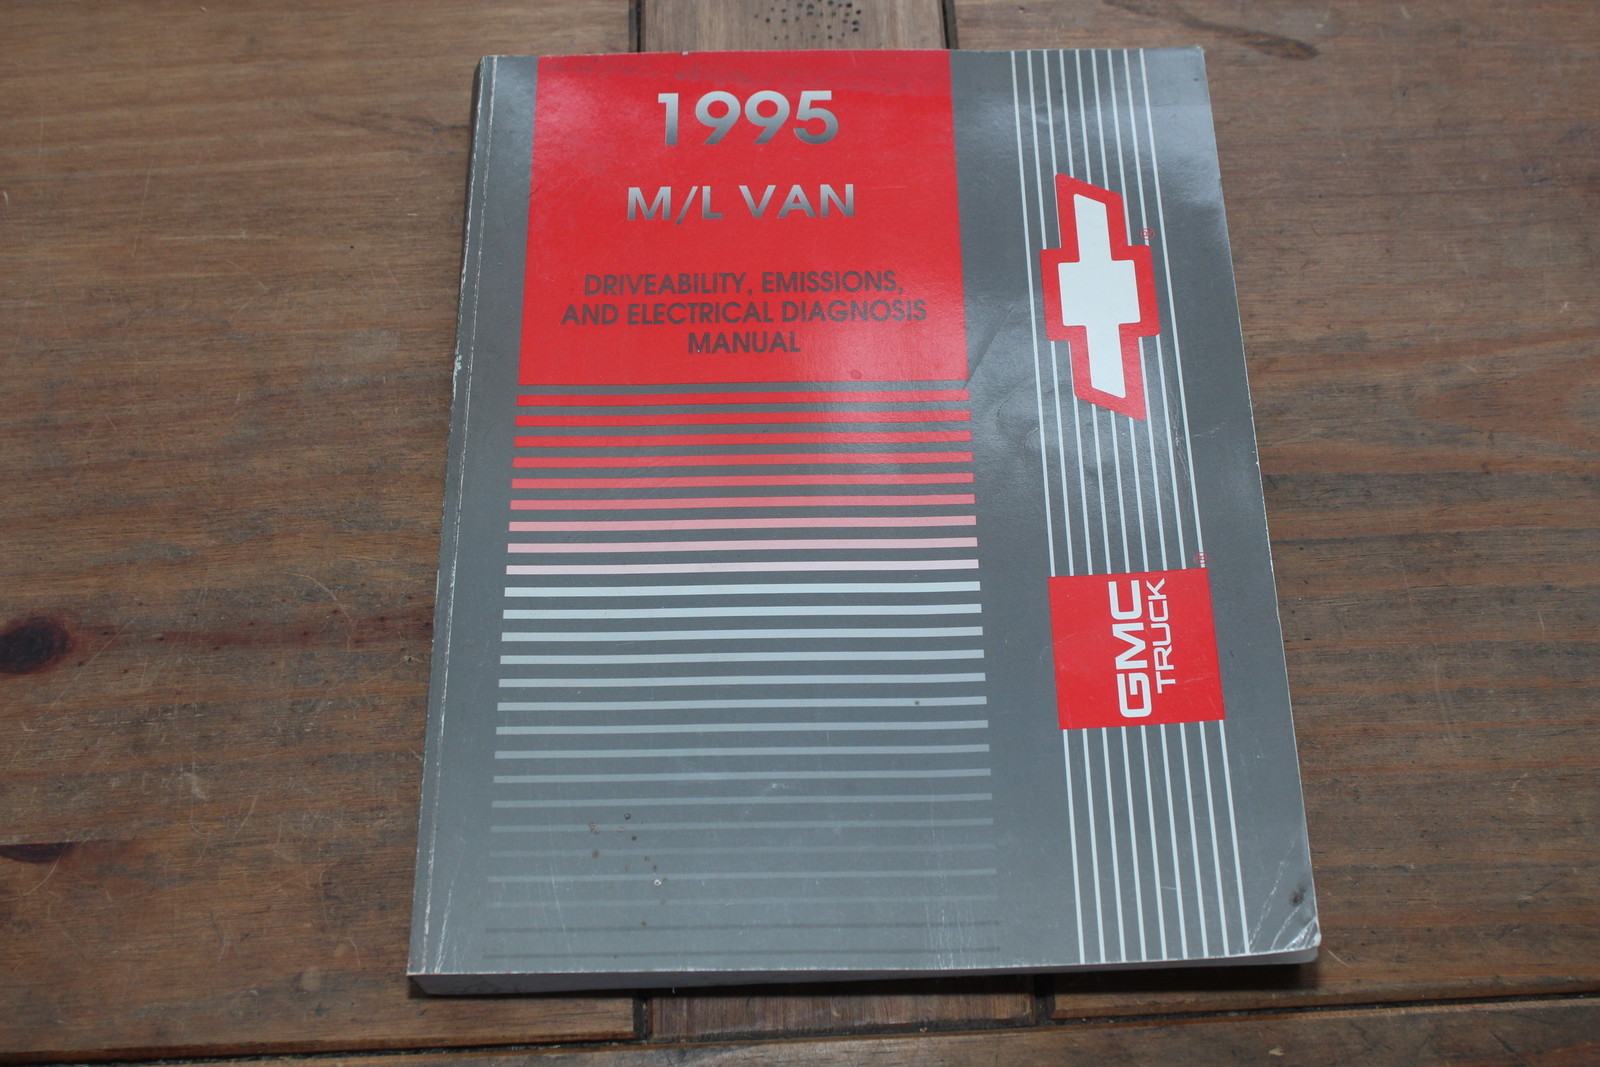 1995
M/L VAN
DRIVEABILITY, EMISSIONS,
AND ELECTRICAL DIAGNOSIS
MANUAL
®
®
GMC
TRUCK